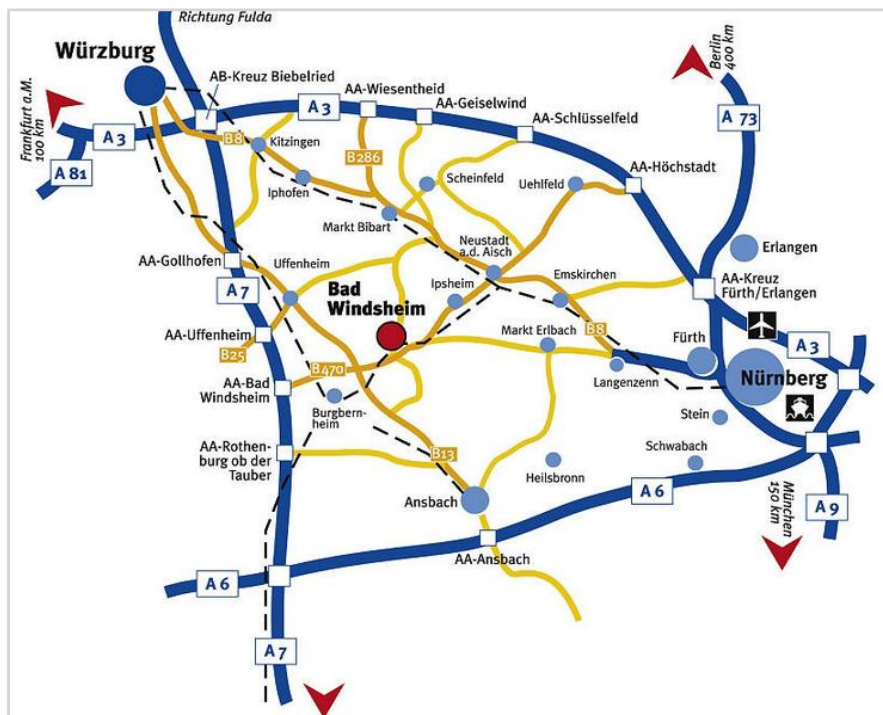 Richtung Fulda
Würzburg
AB-Kreuz Biebelried
Frankfurt a.M.
100 km
A 3
A 81
A 3
AA-Wiesentheid
AA-Geiselwind
AA-Schlüsselfeld
Berlin
400 km
A 73
B8
Kitzingen
B286
Iphofen
Scheinfeld
Uehlfeld
AA-Höchstadt
Markt Bibart
Neustadt
a.d. Aisch
Erlangen
AA-Gollhofen
Uffenheim
A 7
Bad
Windsheim
Ipsheim
Emskirchen
AA-Kreuz
Fürth/Erlangen
AA-Uffenheim
B25
Markt Erlbach
B8
Fürth
A 3
B470
Langenzenn
Nürnberg
AA-Bad
Windsheim
Burgbern-
heim
Stein
AA-Rothen-
burg ob der
Tauber
B13
Schwabach
Heilsbronn
Ansbach
A 6
A 9
München
150 km
AA-Ansbach
A 6
A 7